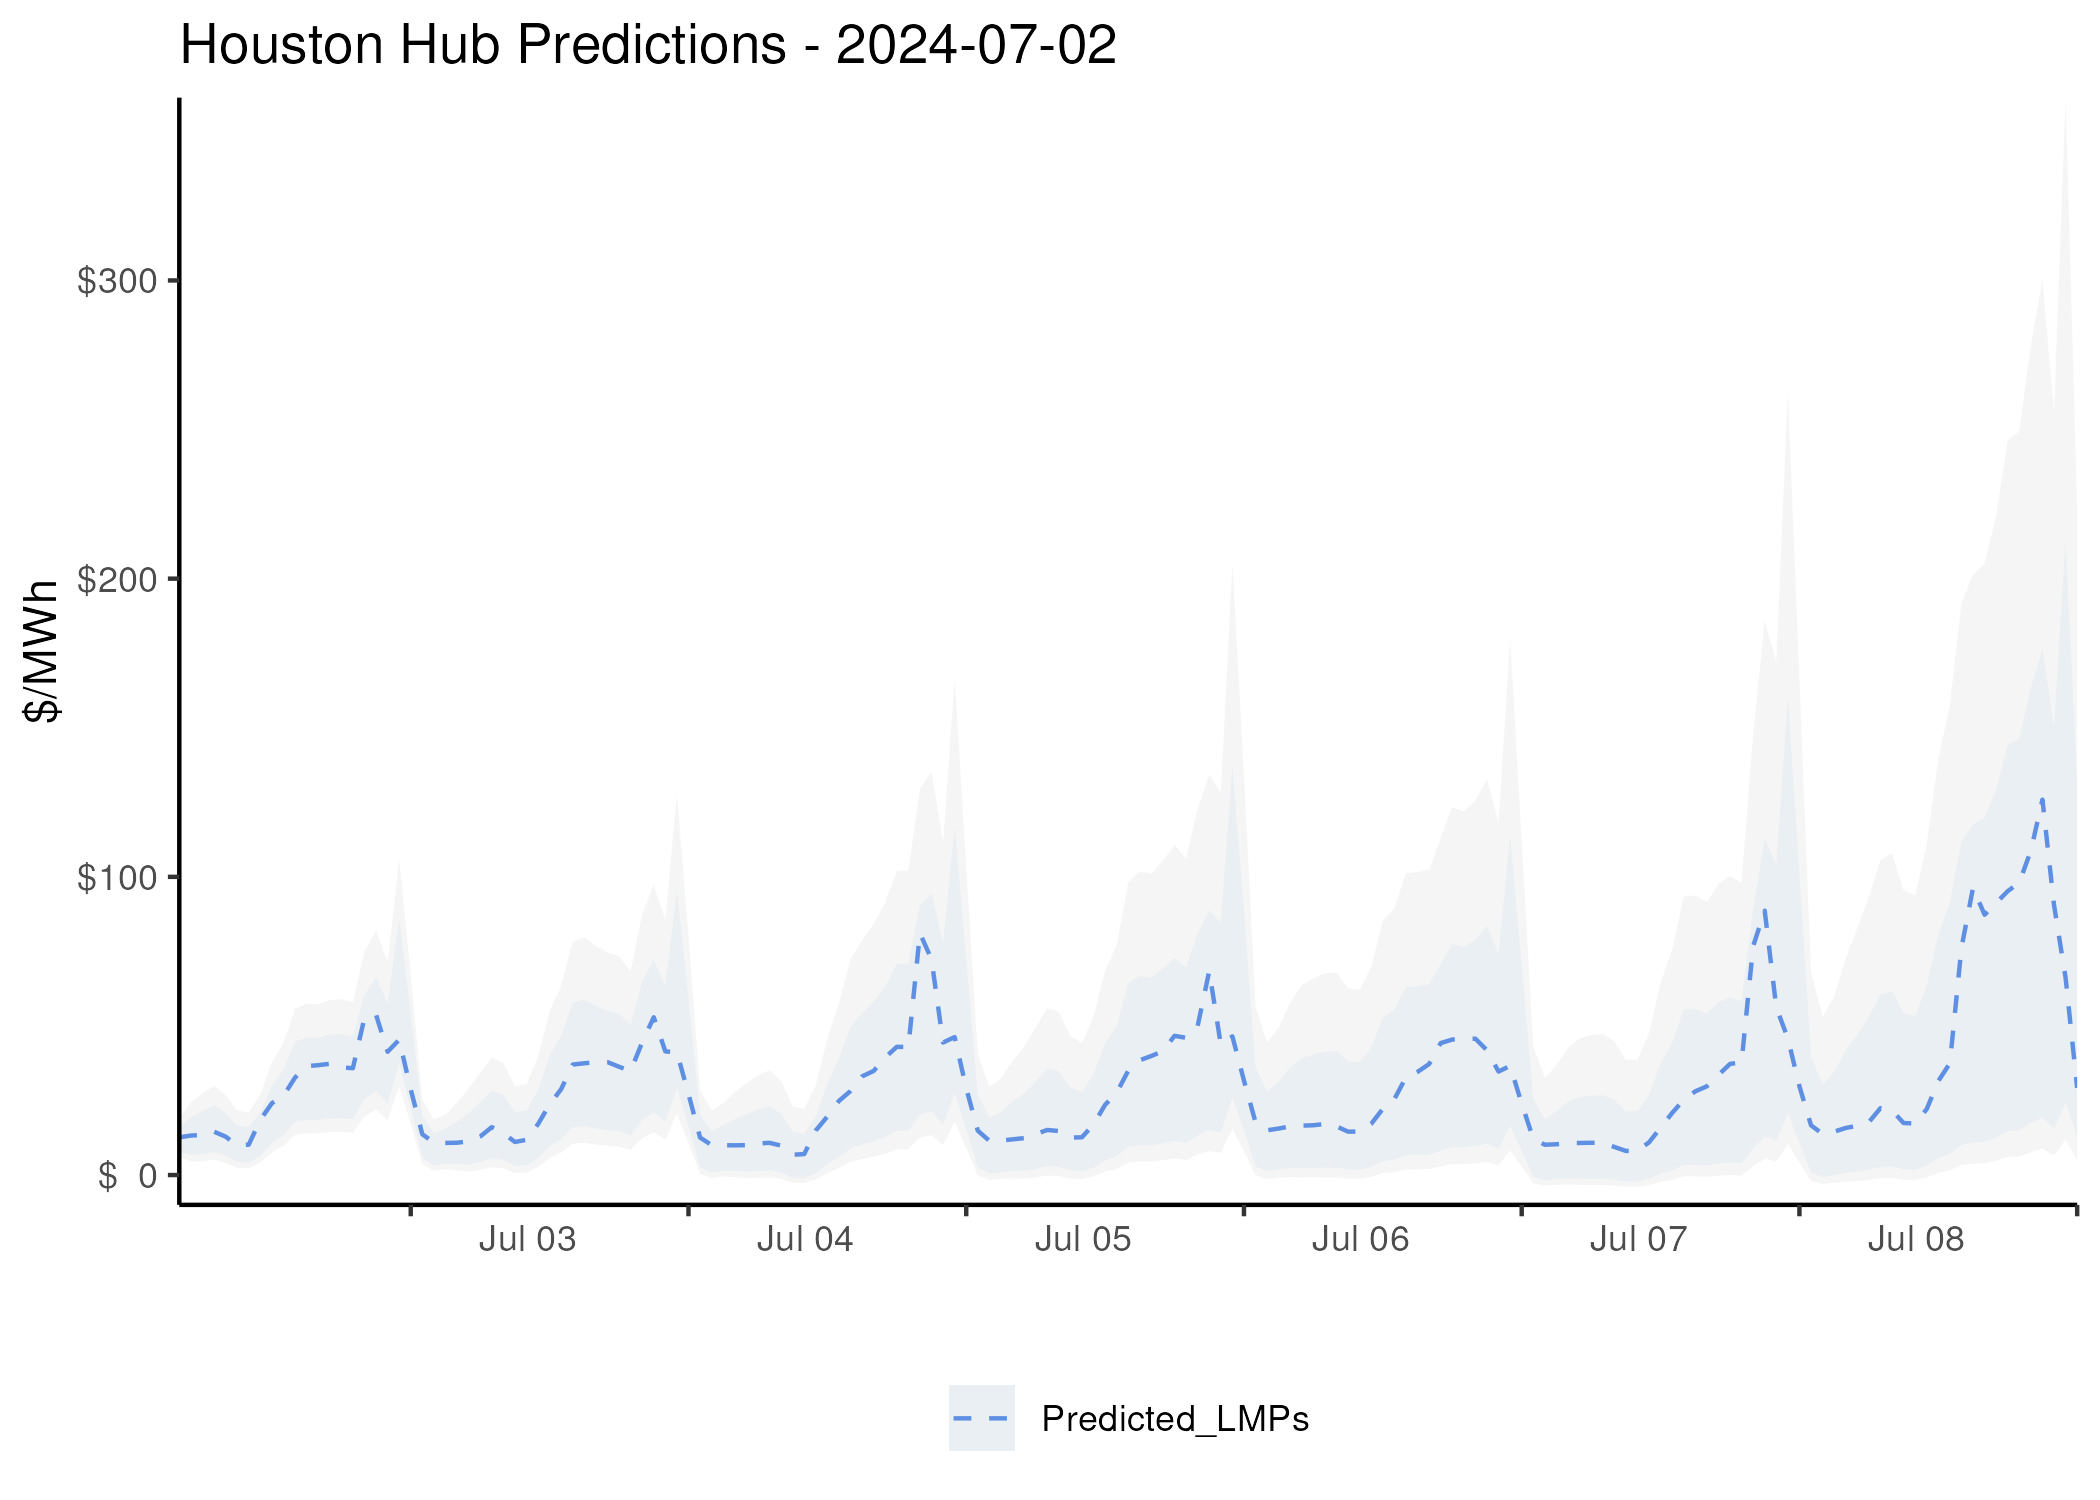 Houston Hub Predictions - 2024-07-02
$/MWh
$300
$200
$100
$  0
Jul 03
Jul 04
Jul 05
Jul 06
Jul 07
Jul 08
Predicted_LMPs